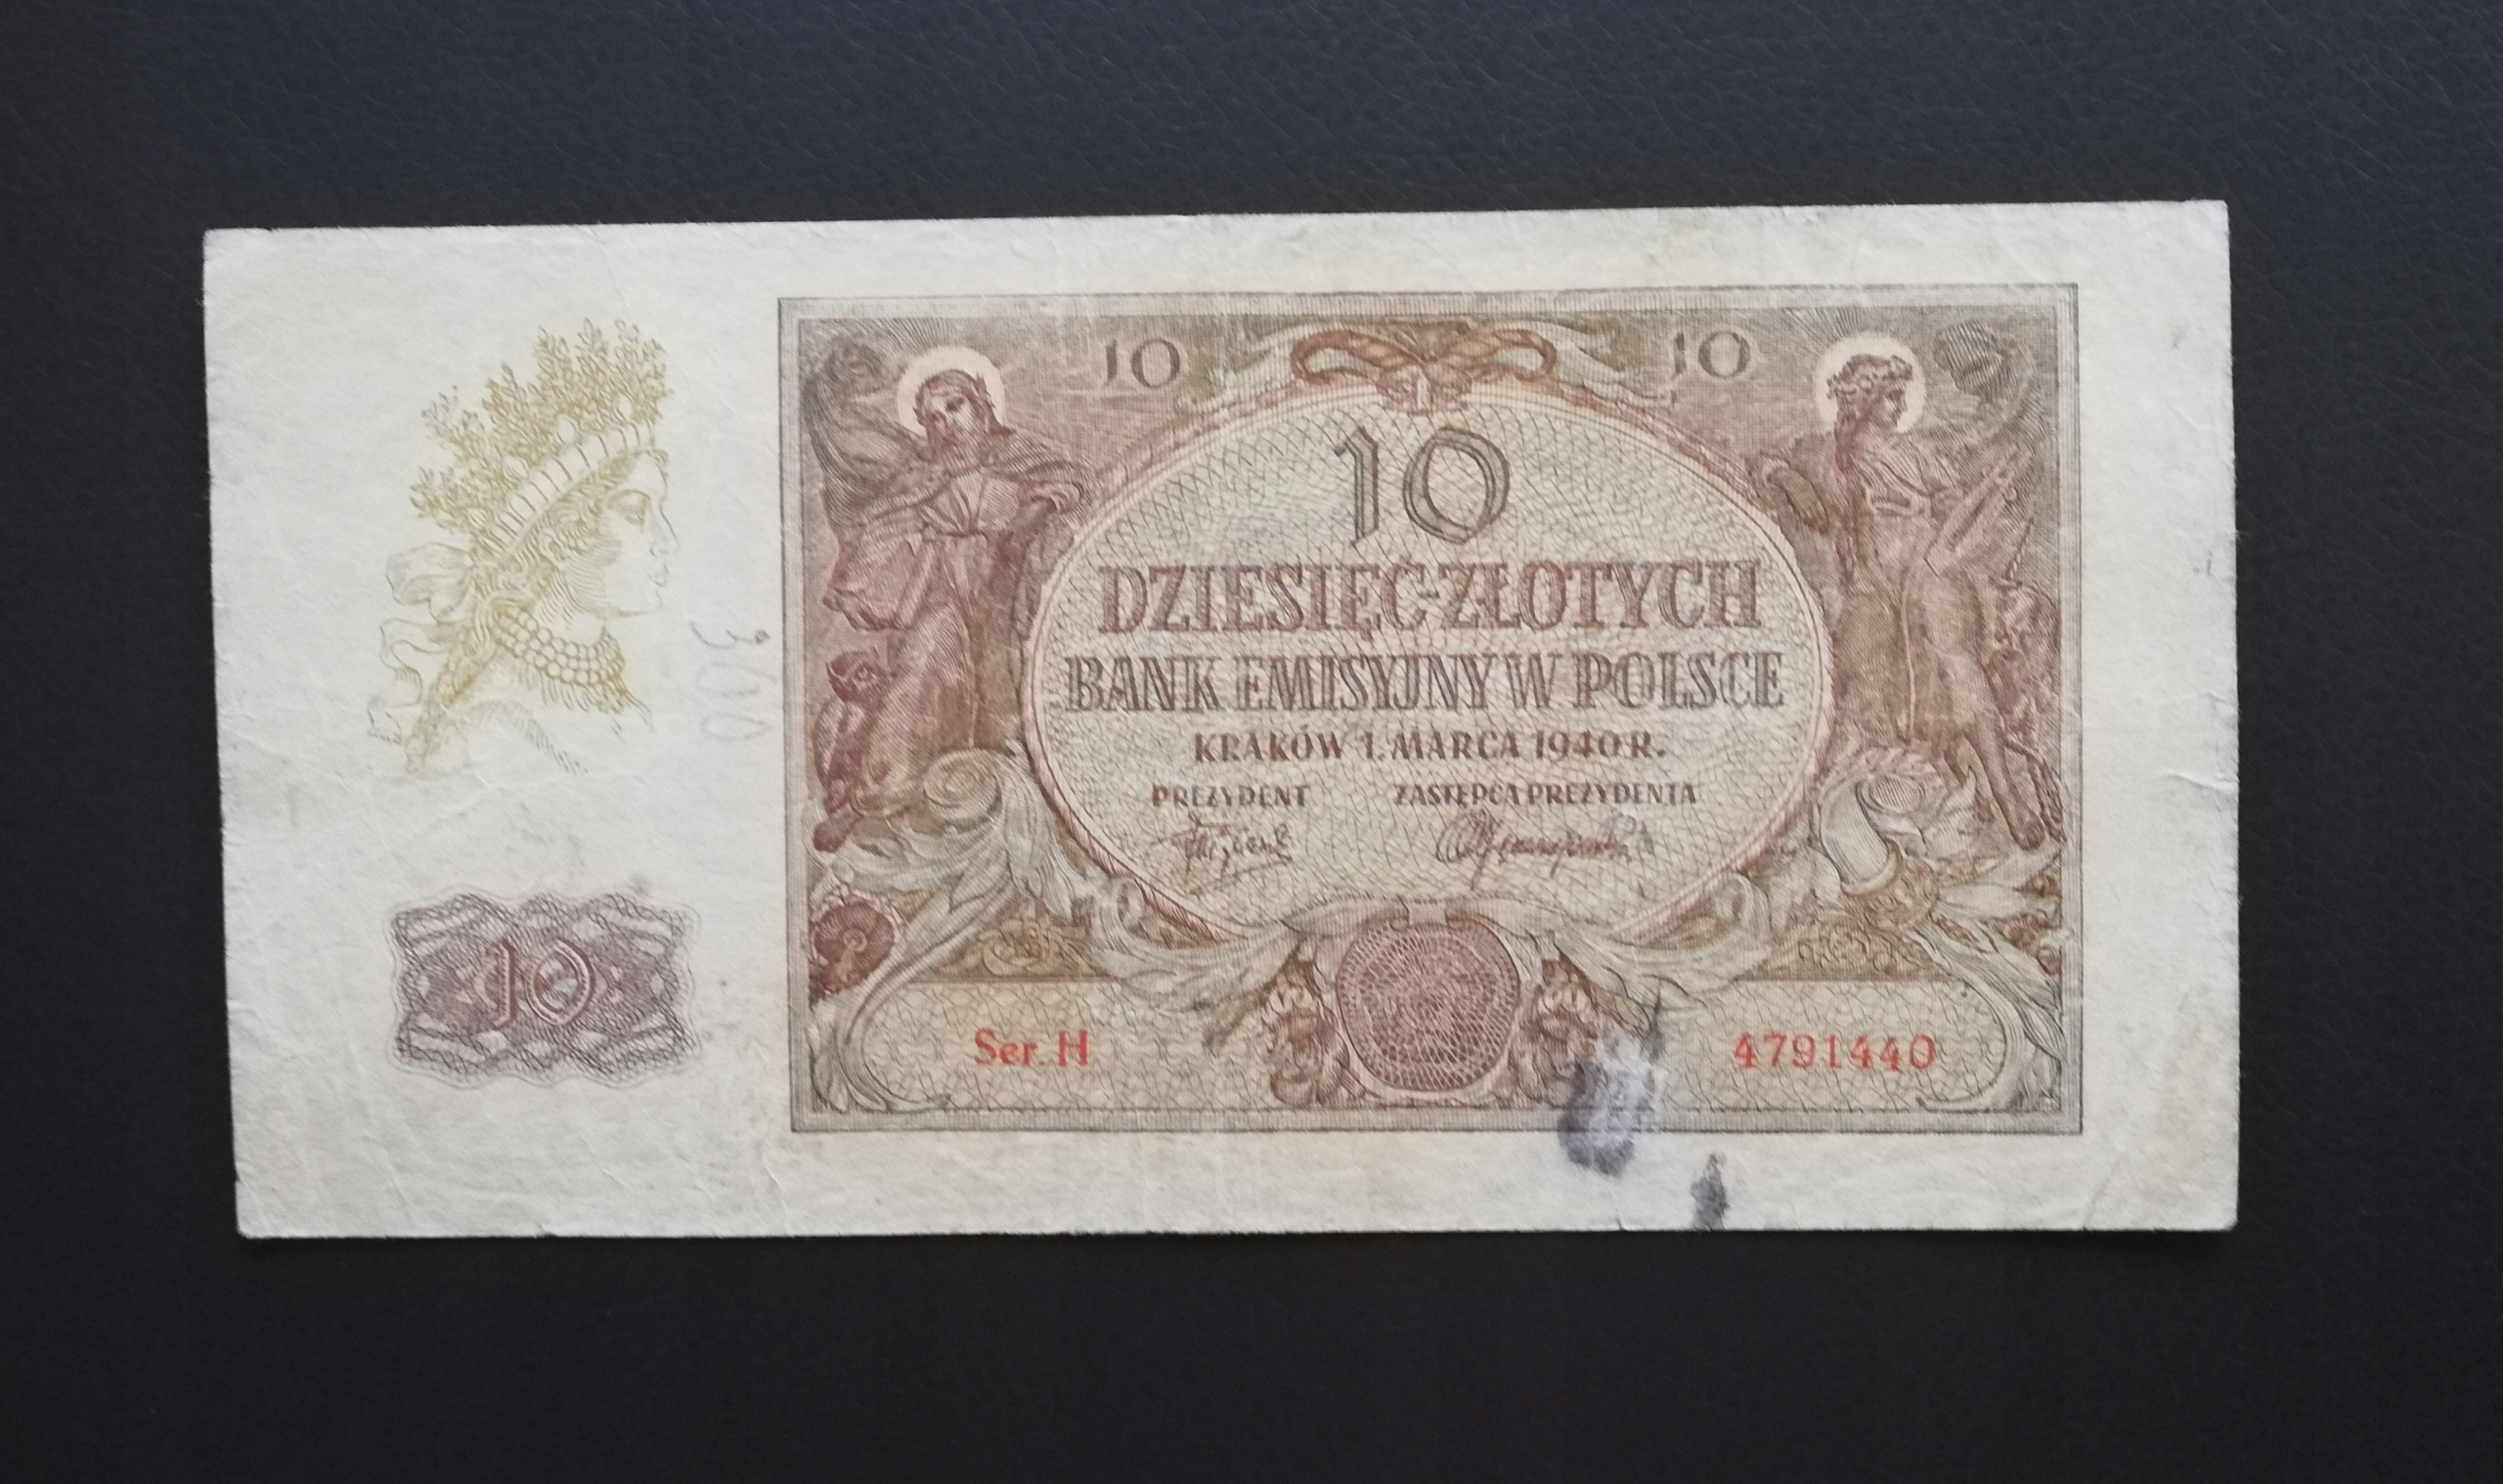 10 10
10
DZIESIĘĆ ZŁOTYCH
BANK EMISYJNY W POLSCE
KRAKÓW 1. MARCA 1940 R.
PREZYDENT ZASTĘPCA PREZYDENTA
10
Ser. H 4791440